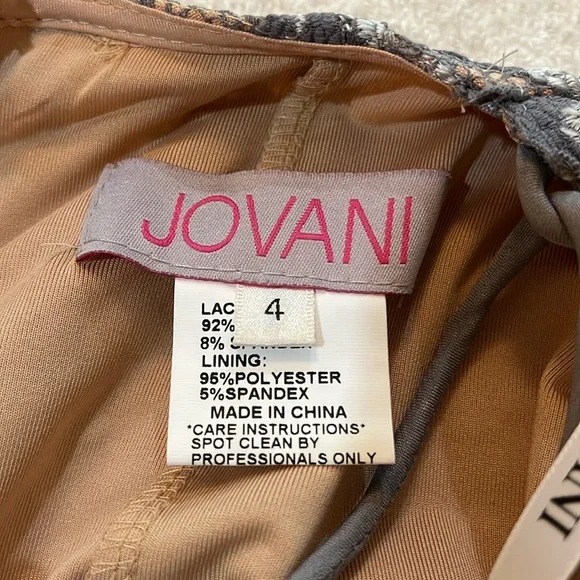 JOVANI
4
LAC
92%
8%
LINING:
95%POLYESTER
5%SPANDEX
MADE IN CHINA
*CARE INSTRUCTIONS*
SPOT CLEAN BY
PROFESSIONALS ONLY